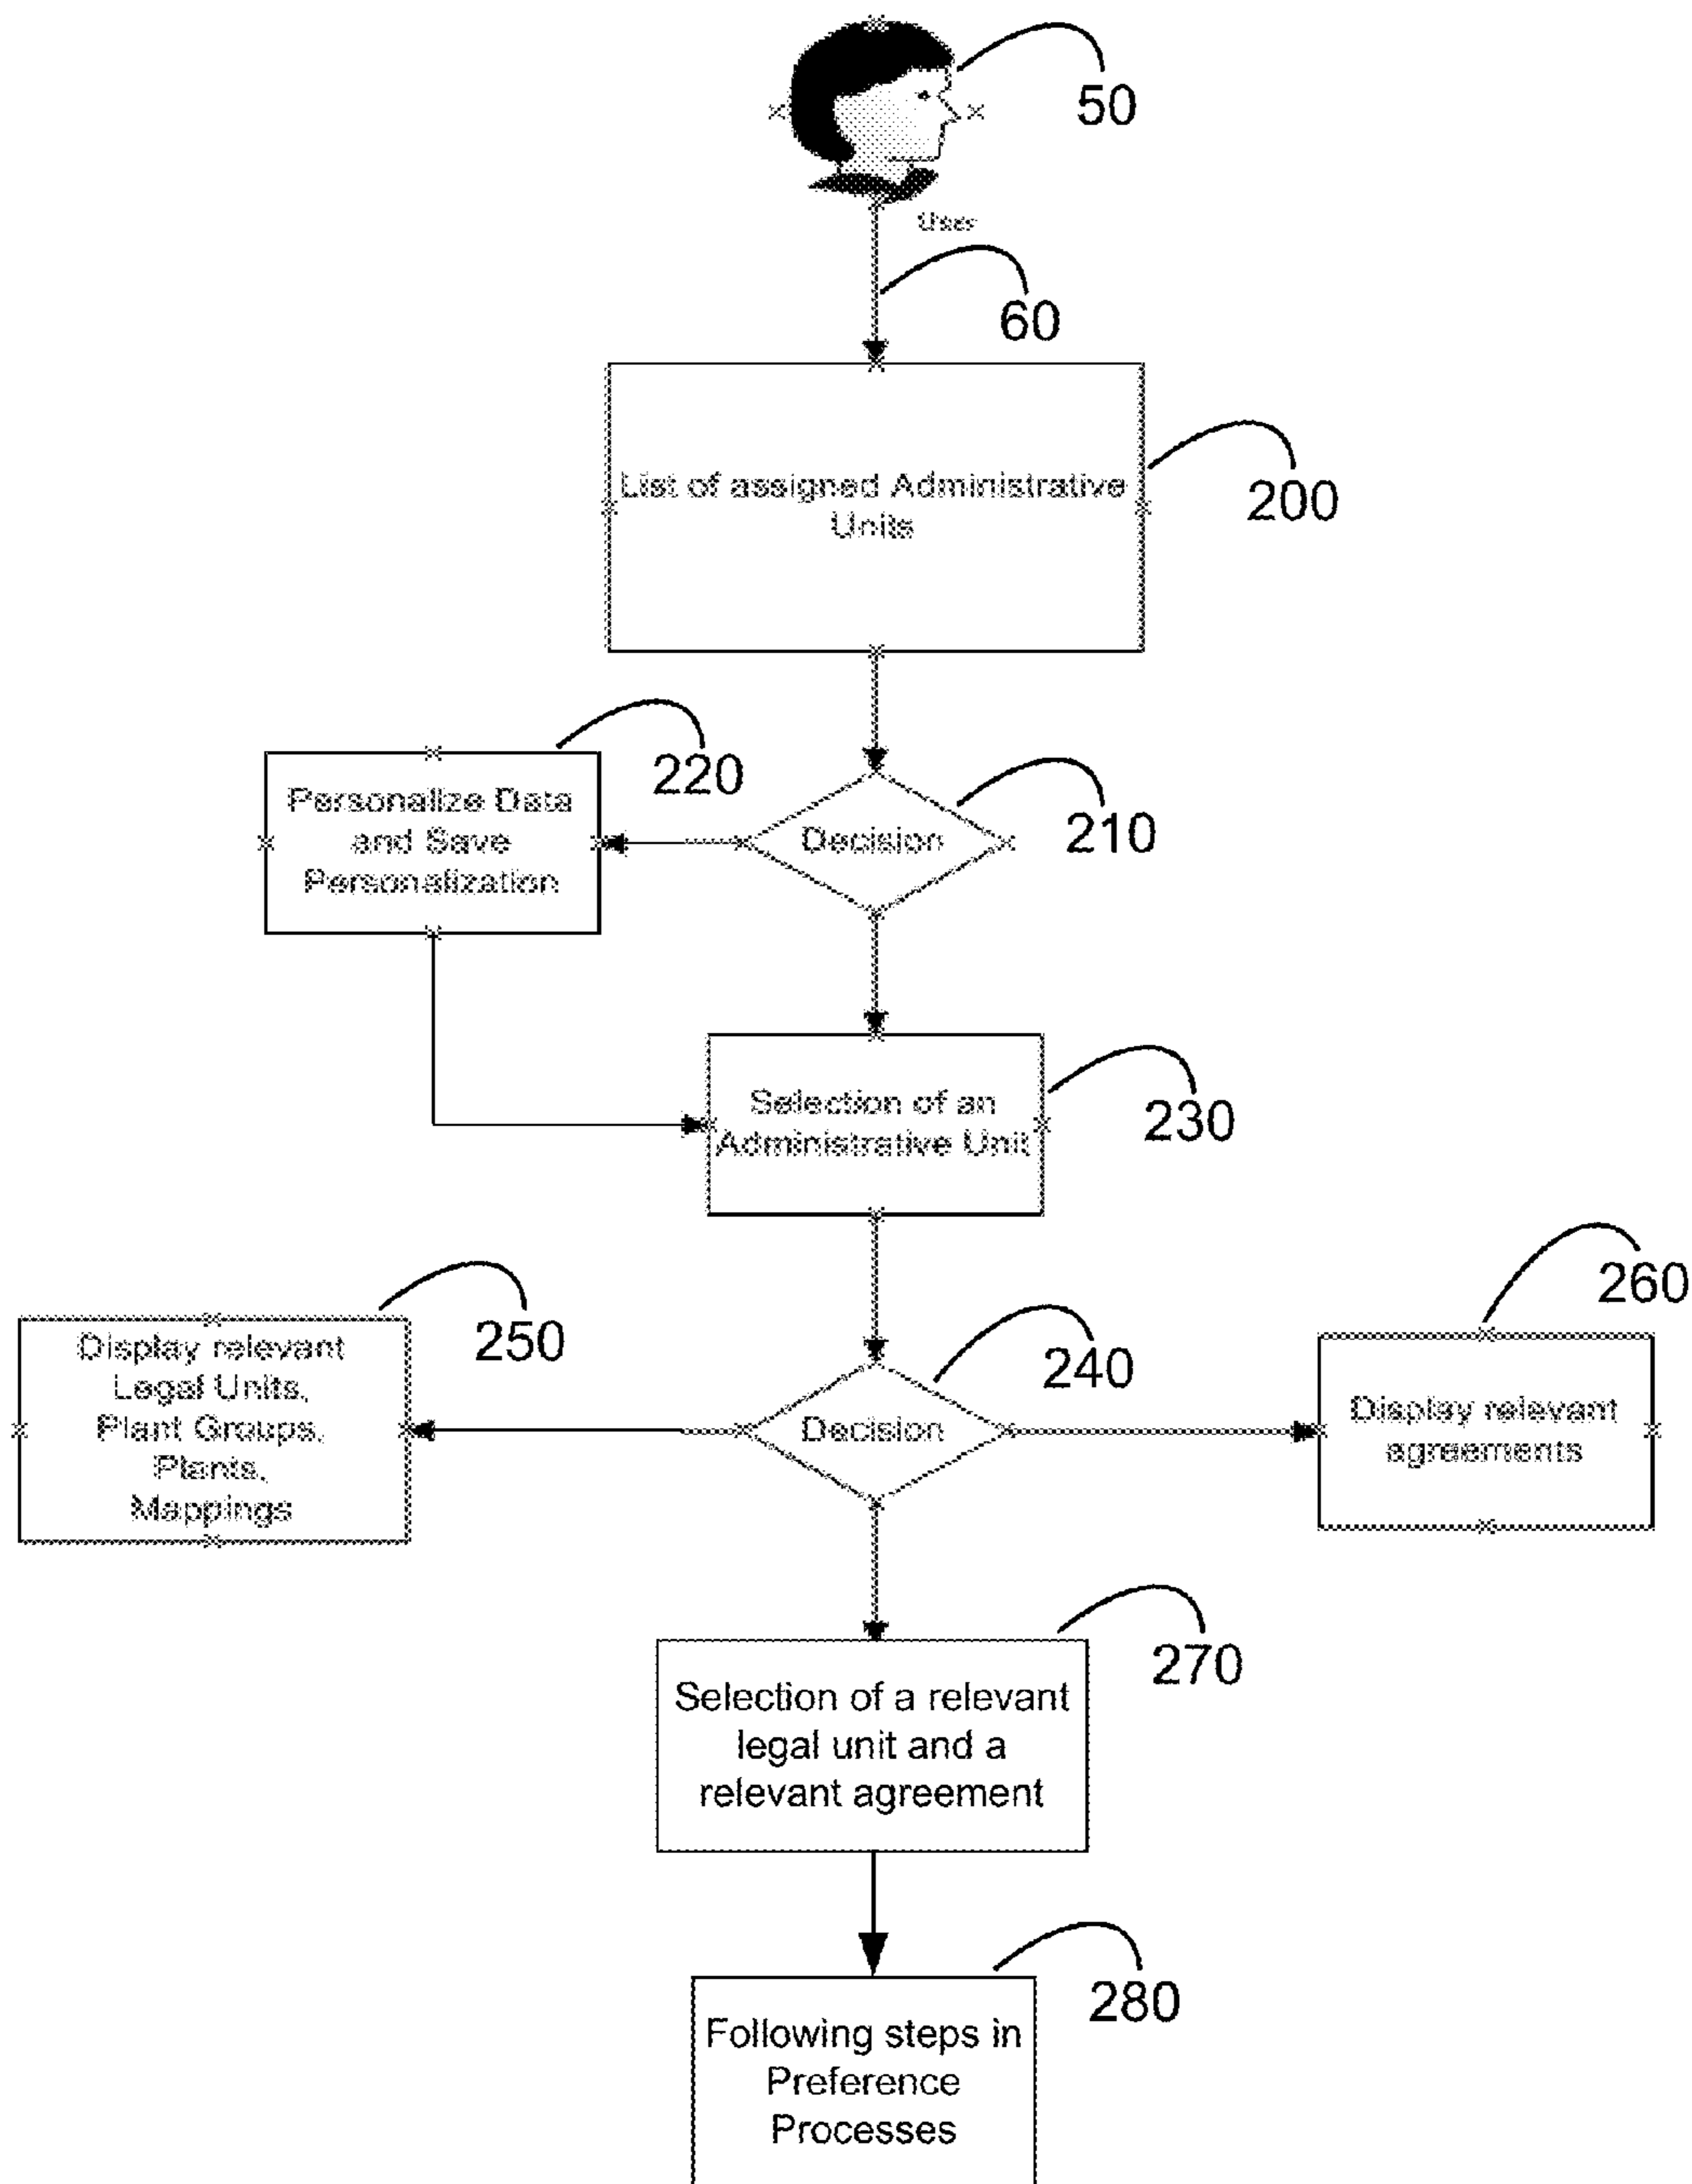 50
User
60
List of assigned Administrative
Units
200
220
Personalize Data
and Save
Personalization
Decision
210
Selection of an
Administrative Unit
230
260
250
Display relevant
Legal Units,
Plant Groups,
Plants,
Mappings
240
Decision
Display relevant
agreements
270
Selection of a relevant
legal unit and a
relevant agreement
280
Following steps in
Preference
Processes